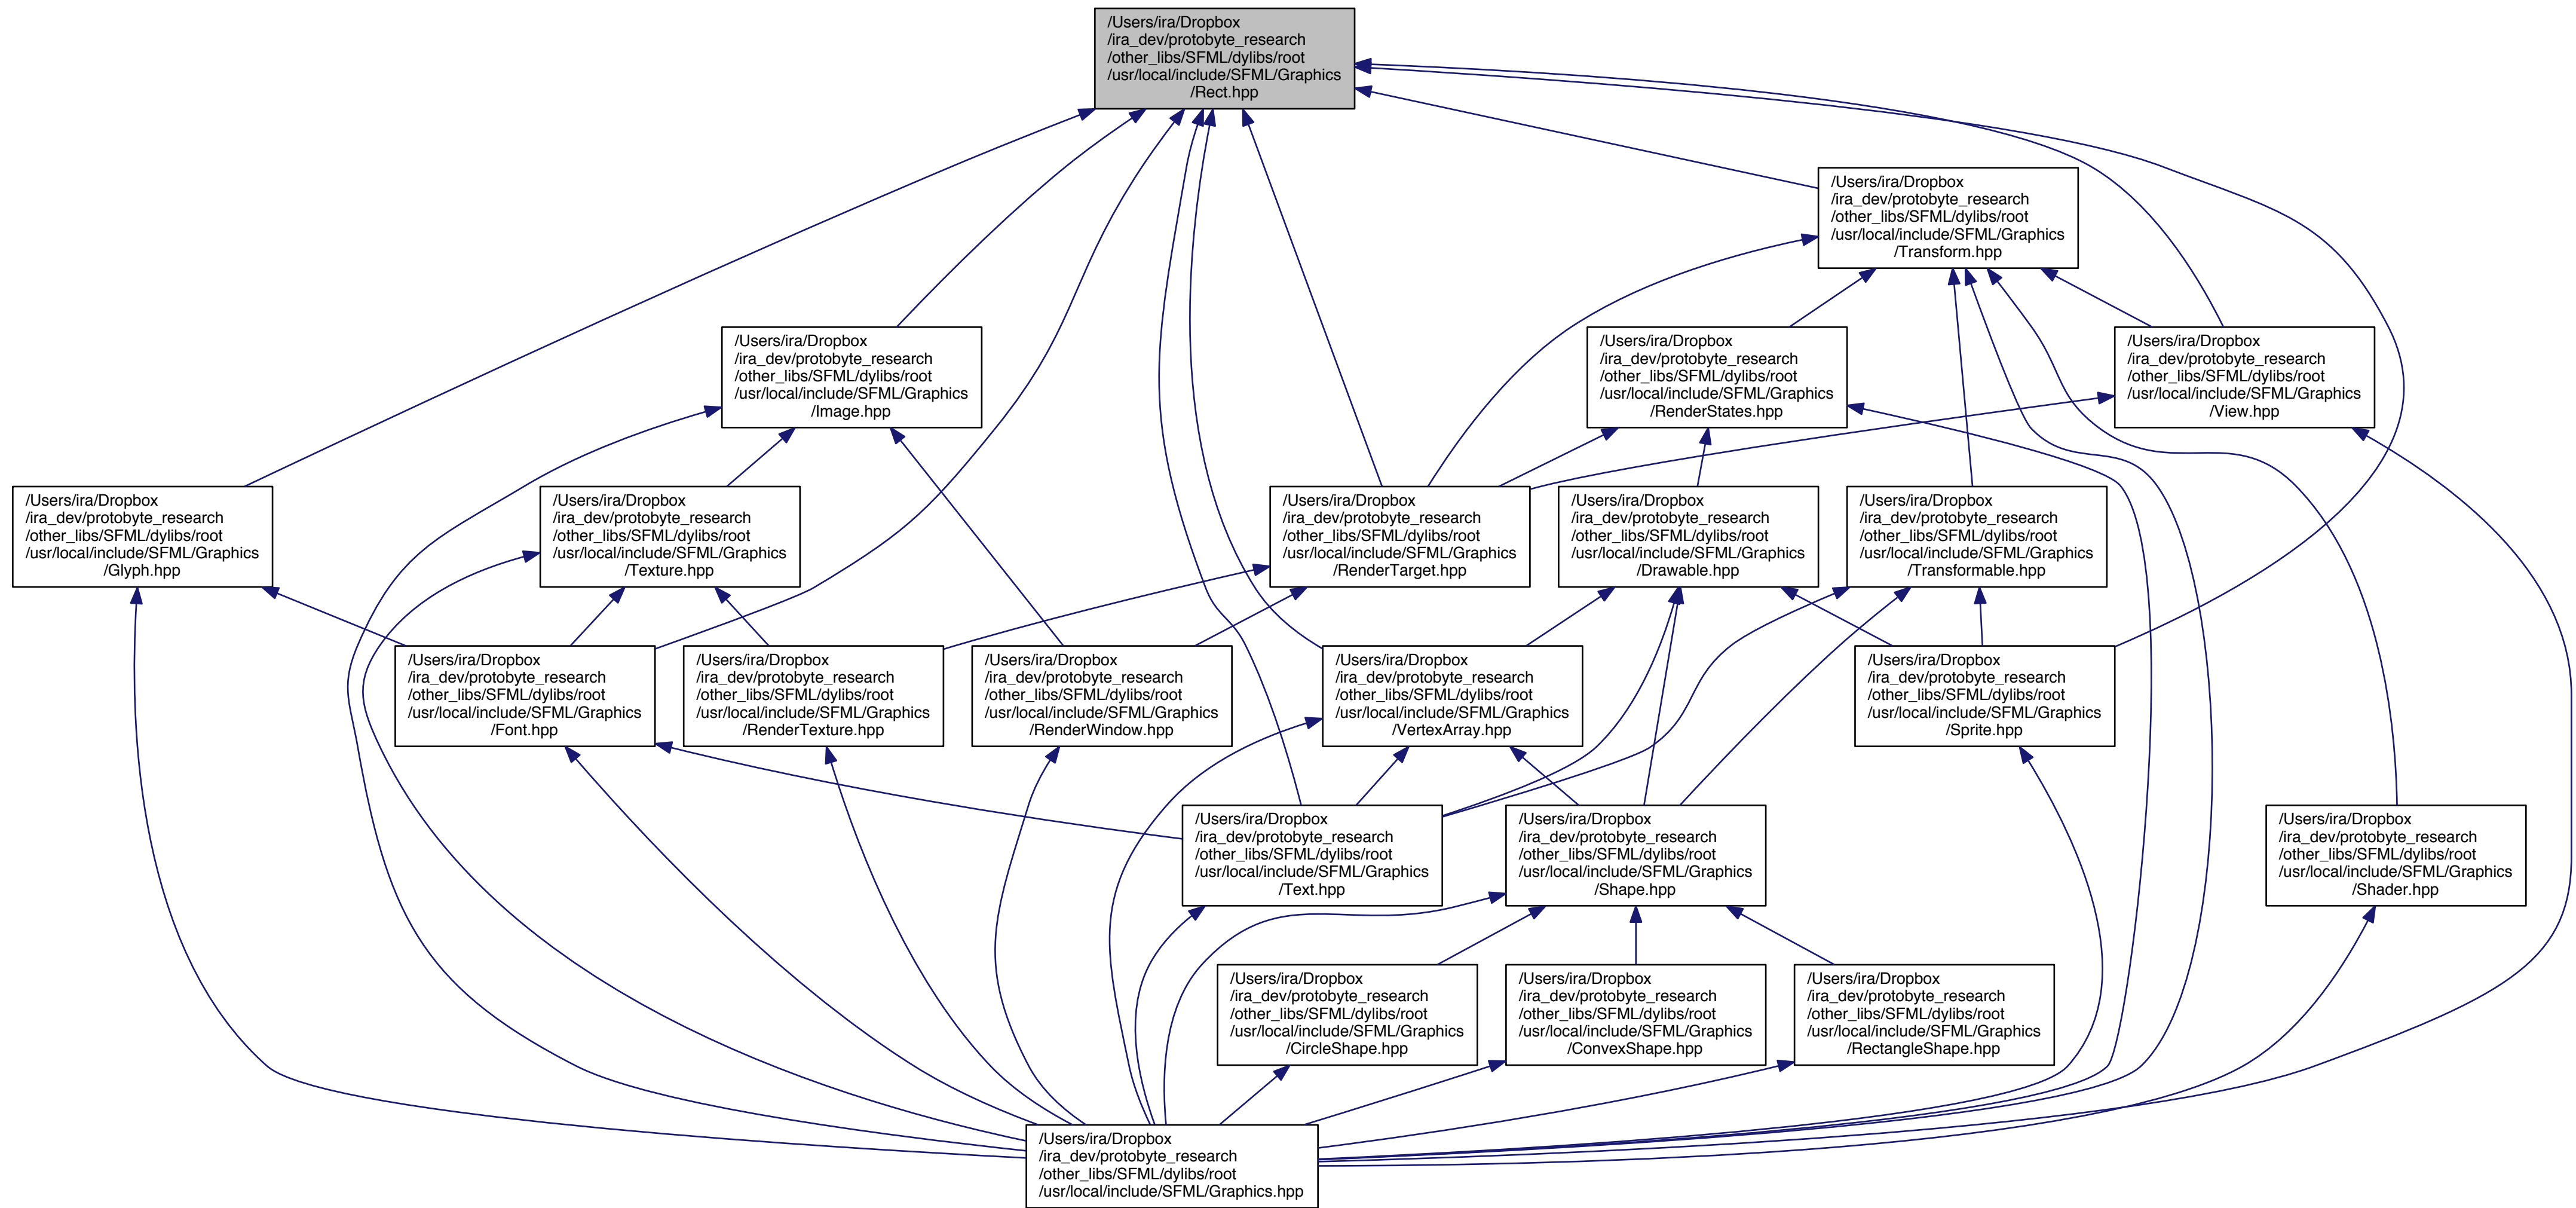 /Users/ira/Dropbox
/ira_dev/protobyte_research
/other_libs/SFML/dylibs/root
/usr/local/include/SFML/Graphics
/Rect.hpp
/Users/ira/Dropbox
/ira_dev/protobyte_research
/other_libs/SFML/dylibs/root
/usr/local/include/SFML/Graphics
/Transform.hpp
/Users/ira/Dropbox
/ira_dev/protobyte_research
/other_libs/SFML/dylibs/root
/usr/local/include/SFML/Graphics
/Image.hpp
/Users/ira/Dropbox
/ira_dev/protobyte_research
/other_libs/SFML/dylibs/root
/usr/local/include/SFML/Graphics
/RenderStates.hpp
/Users/ira/Dropbox
/ira_dev/protobyte_research
/other_libs/SFML/dylibs/root
/usr/local/include/SFML/Graphics
/View.hpp
/Users/ira/Dropbox
/ira_dev/protobyte_research
/other_libs/SFML/dylibs/root
/usr/local/include/SFML/Graphics
/Glyph.hpp
/Users/ira/Dropbox
/ira_dev/protobyte_research
/other_libs/SFML/dylibs/root
/usr/local/include/SFML/Graphics
/Texture.hpp
/Users/ira/Dropbox
/ira_dev/protobyte_research
/other_libs/SFML/dylibs/root
/usr/local/include/SFML/Graphics
/RenderTarget.hpp
/Users/ira/Dropbox
/ira_dev/protobyte_research
/other_libs/SFML/dylibs/root
/usr/local/include/SFML/Graphics
/Drawable.hpp
/Users/ira/Dropbox
/ira_dev/protobyte_research
/other_libs/SFML/dylibs/root
/usr/local/include/SFML/Graphics
/Transformable.hpp
/Users/ira/Dropbox
/ira_dev/protobyte_research
/other_libs/SFML/dylibs/root
/usr/local/include/SFML/Graphics
/Font.hpp
/Users/ira/Dropbox
/ira_dev/protobyte_research
/other_libs/SFML/dylibs/root
/usr/local/include/SFML/Graphics
/RenderTexture.hpp
/Users/ira/Dropbox
/ira_dev/protobyte_research
/other_libs/SFML/dylibs/root
/usr/local/include/SFML/Graphics
/RenderWindow.hpp
/Users/ira/Dropbox
/ira_dev/protobyte_research
/other_libs/SFML/dylibs/root
/usr/local/include/SFML/Graphics
/VertexArray.hpp
/Users/ira/Dropbox
/ira_dev/protobyte_research
/other_libs/SFML/dylibs/root
/usr/local/include/SFML/Graphics
/Sprite.hpp
/Users/ira/Dropbox
/ira_dev/protobyte_research
/other_libs/SFML/dylibs/root
/usr/local/include/SFML/Graphics
/Text.hpp
/Users/ira/Dropbox
/ira_dev/protobyte_research
/other_libs/SFML/dylibs/root
/usr/local/include/SFML/Graphics
/Shape.hpp
/Users/ira/Dropbox
/ira_dev/protobyte_research
/other_libs/SFML/dylibs/root
/usr/local/include/SFML/Graphics
/Shader.hpp
/Users/ira/Dropbox
/ira_dev/protobyte_research
/other_libs/SFML/dylibs/root
/usr/local/include/SFML/Graphics
/CircleShape.hpp
/Users/ira/Dropbox
/ira_dev/protobyte_research
/other_libs/SFML/dylibs/root
/usr/local/include/SFML/Graphics
/ConvexShape.hpp
/Users/ira/Dropbox
/ira_dev/protobyte_research
/other_libs/SFML/dylibs/root
/usr/local/include/SFML/Graphics
/RectangleShape.hpp
/Users/ira/Dropbox
/ira_dev/protobyte_research
/other_libs/SFML/dylibs/root
/usr/local/include/SFML/Graphics.hpp